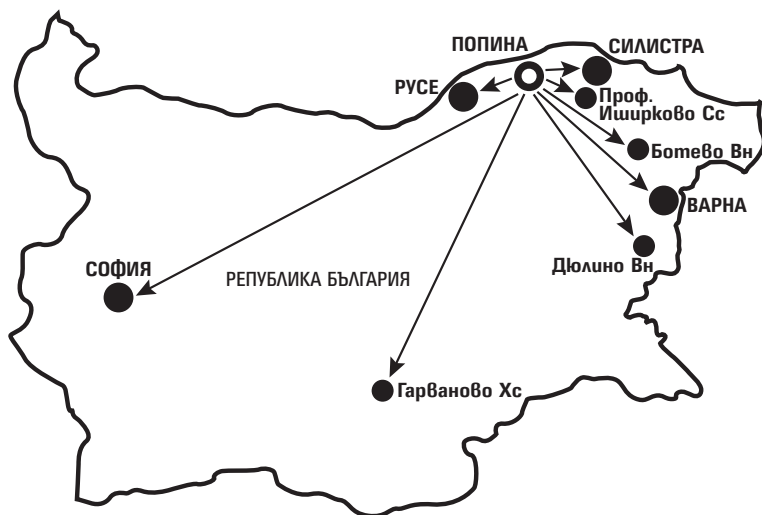 ПОПИНА
СИЛИСТРА
РУСЕ
Проф.
Иширково Сс
Ботево Вн
ВАРНА
Дюлино Вн
СОФИЯ
РЕПУБЛИКА БЪЛГАРИЯ
Гарваново Хс